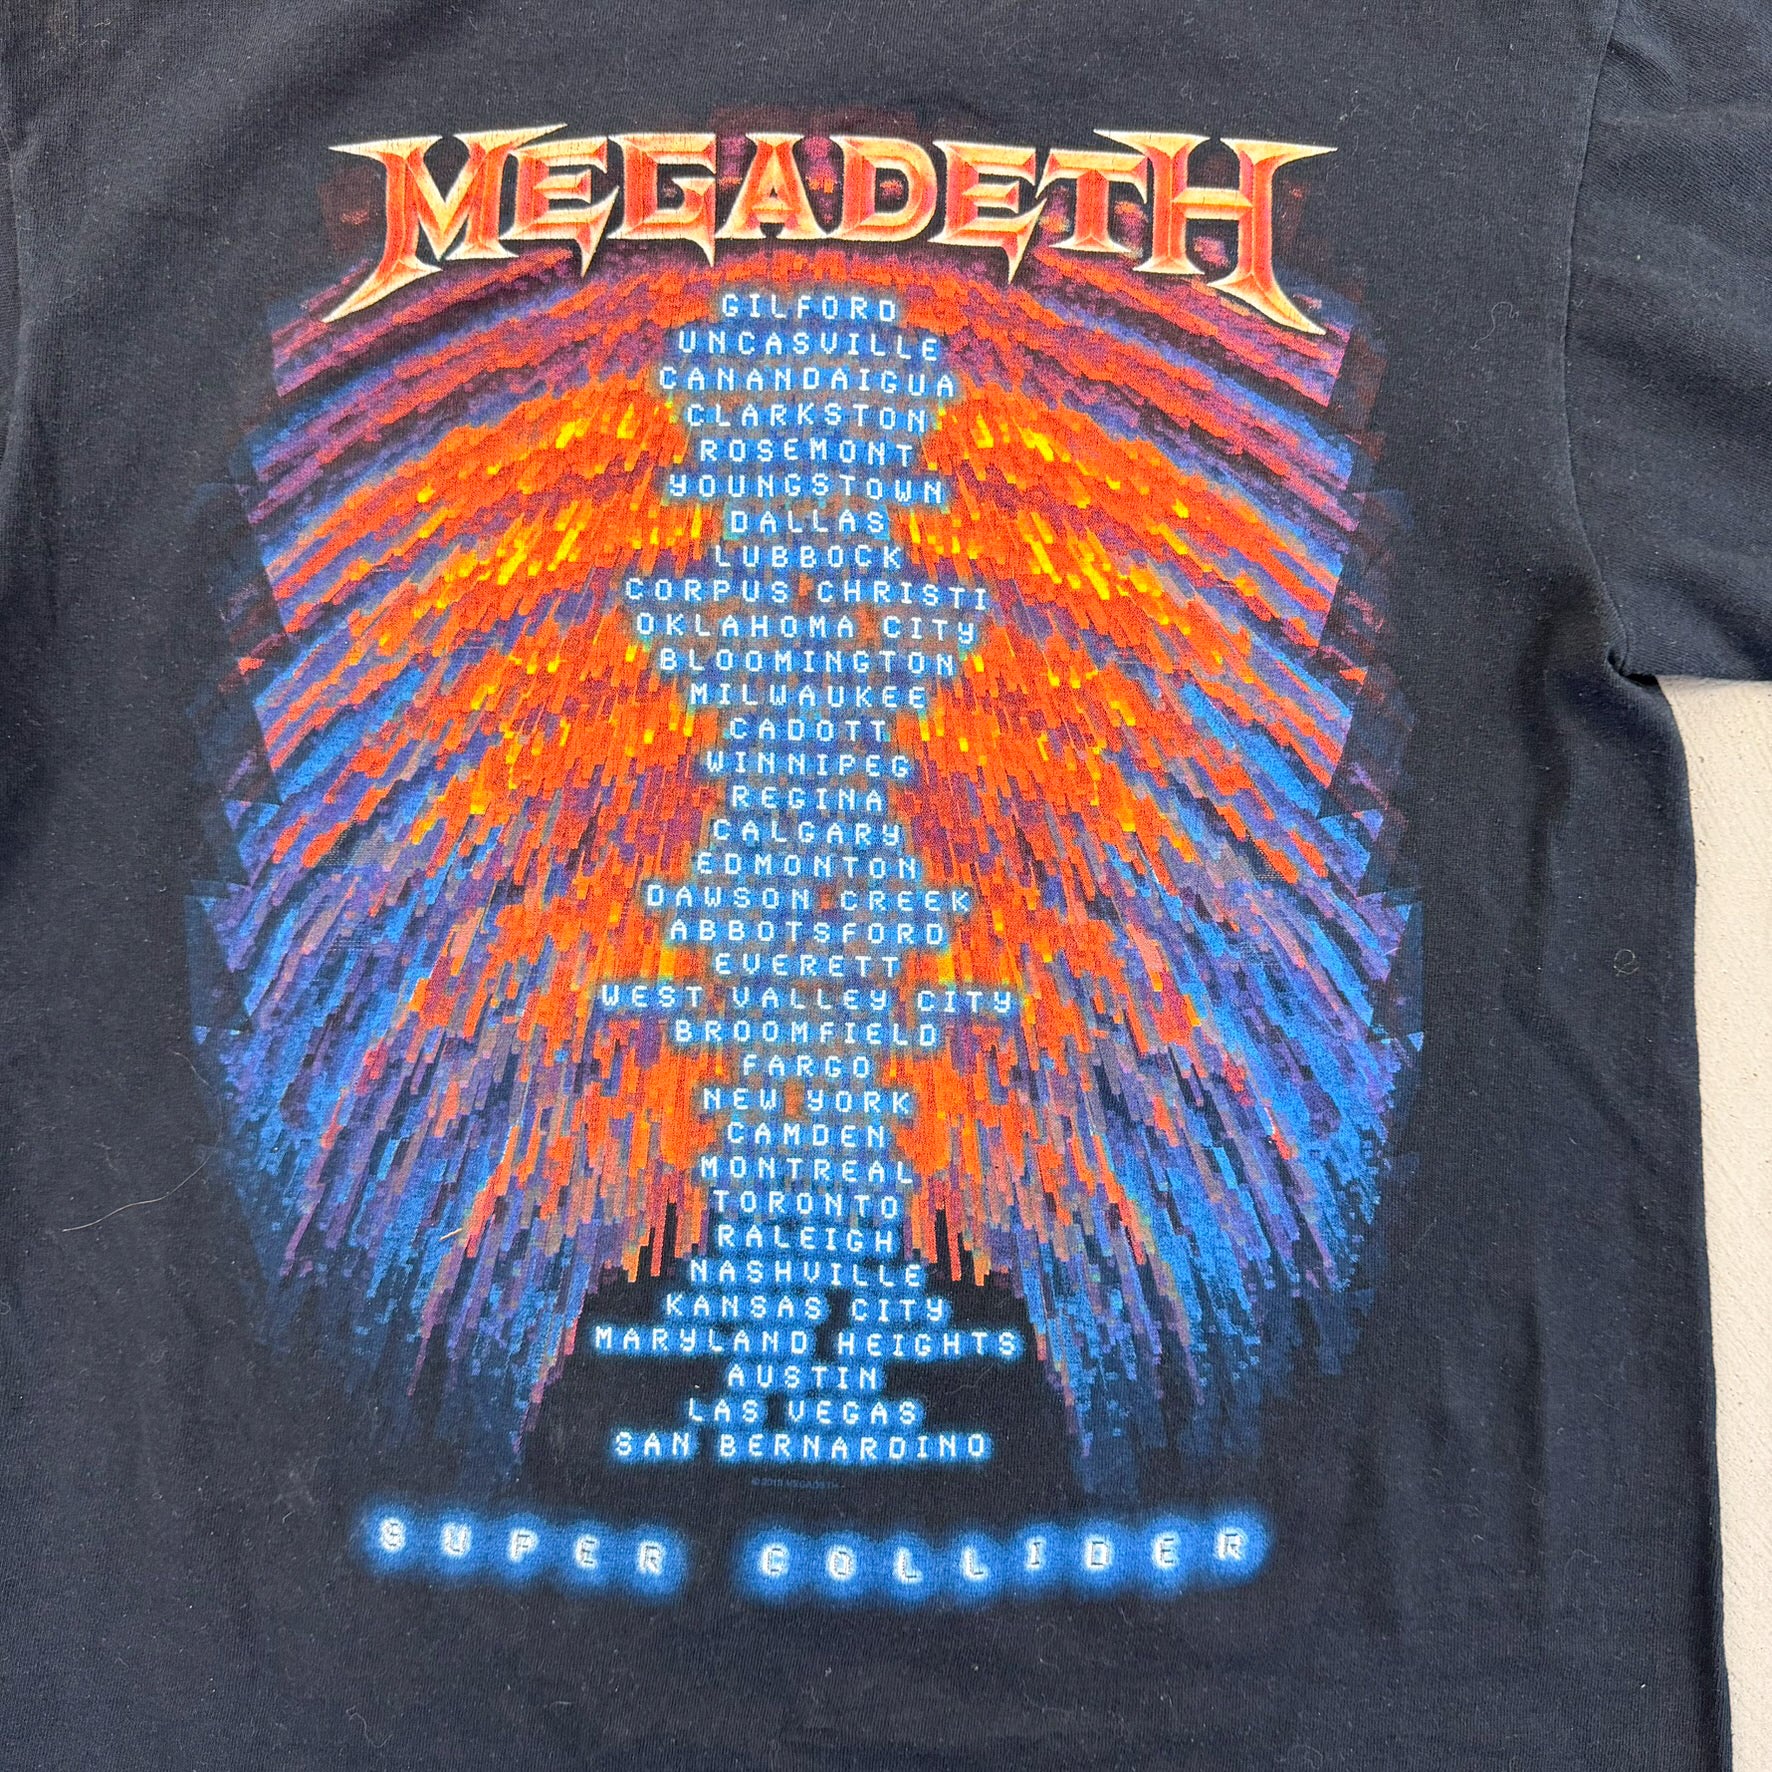 MEGADETH
GILFORD
UNCASVILLE
CANANDAIGUA
CLARKSTON
ROSEMONT
YOUNGSTOWN
DALLAS
LUBBOCK
CORPUS CHRISTI
OKLAHOMA CITY
BLOOMINGTON
MILWAUKEE
CADOTT
WINNIPEG
REGINA
CALGARY
EDMONTON
DAWSON CREEK
ABBOTSFORD
EVERETT
WEST VALLEY CITY
BROOMFIELD
FARGO
NEW YORK
CAMDEN
MONTREAL
TORONTO
RALEIGH
NASHVILLE
KANSAS CITY
MARYLAND HEIGHTS
AUSTIN
LAS VEGAS
SAN BERNARDINO
© 2013 MEGADETH
SUPER COLLIDER